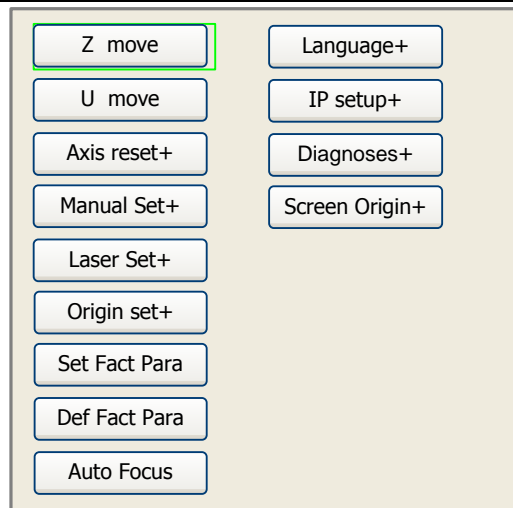 Z move
U move
Axis reset+
Manual Set+
Laser Set+
Origin set+
Set Fact Para
Def Fact Para
Auto Focus
Language+
IP setup+
Diagnoses+
Screen Origin+